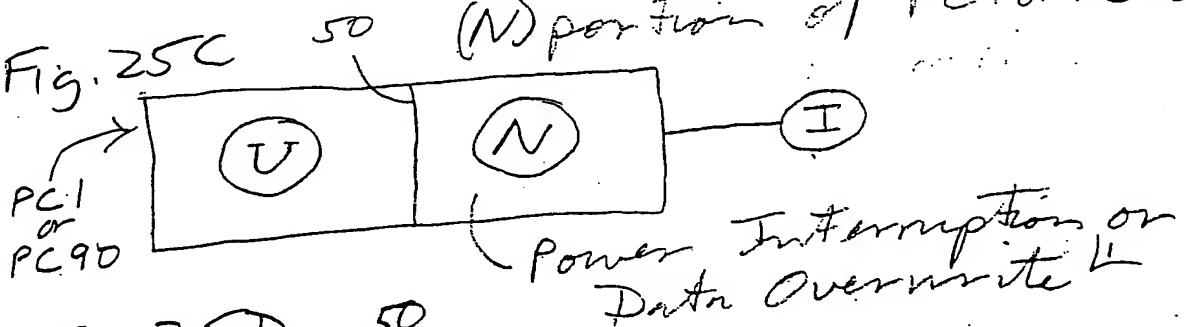 (N) portion of
Fig. 25C 50
U N I
PC1
or
PC90
Power Interruption or
Data Overwrite
50